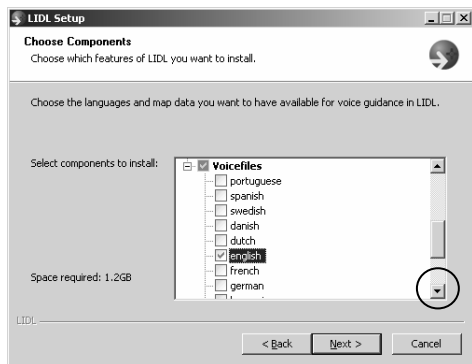 LIDL Setup
Choose Components
Choose which features of LIDL you want to install.
Choose the languages and map data you want to have available for voice guidance in LIDL.
Select components to install:
Voicefiles
portuguese
spanish
swedish
danish
dutch
english
french
german
Space required: 1.2GB
LIDL
< Back
Next >
Cancel